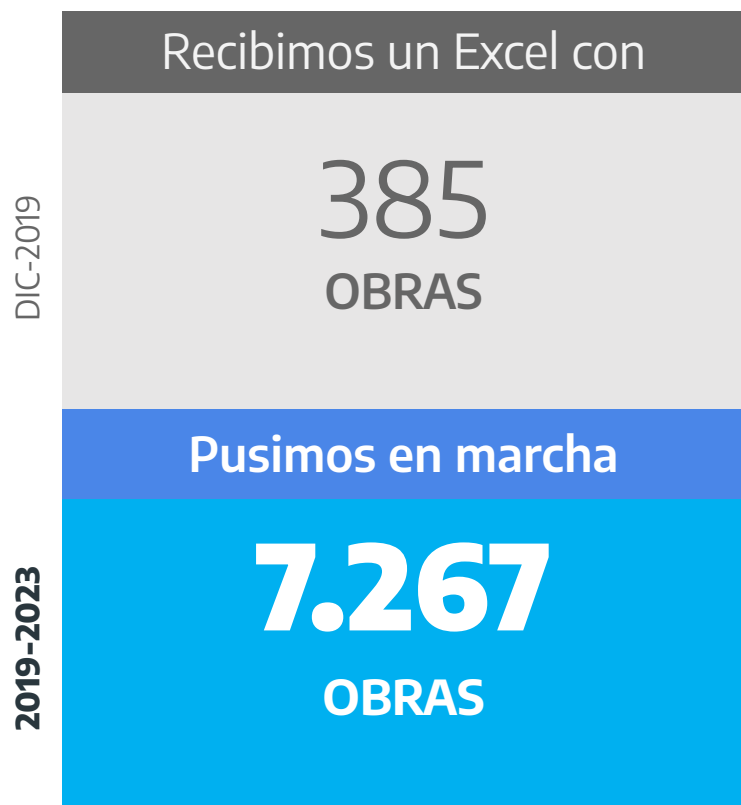 Recibimos un Excel con
DIC-2019
385
OBRAS
Pusimos en marcha
2019-2023
7.267
OBRAS